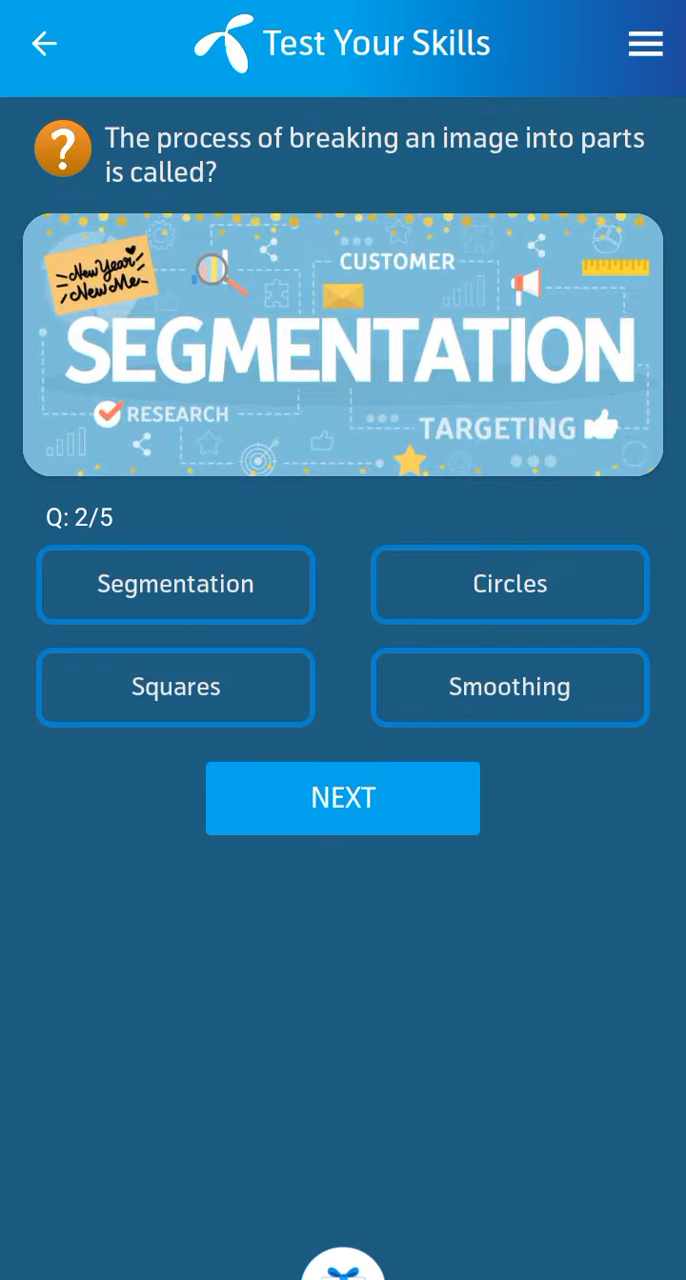 Test Your Skills
?
The process of breaking an image into parts
is called?
New Year
New Me
CUSTOMER
SEGMENTATION
RESEARCH
TARGETING
Q: 2/5
Segmentation
Circles
Squares
Smoothing
NEXT